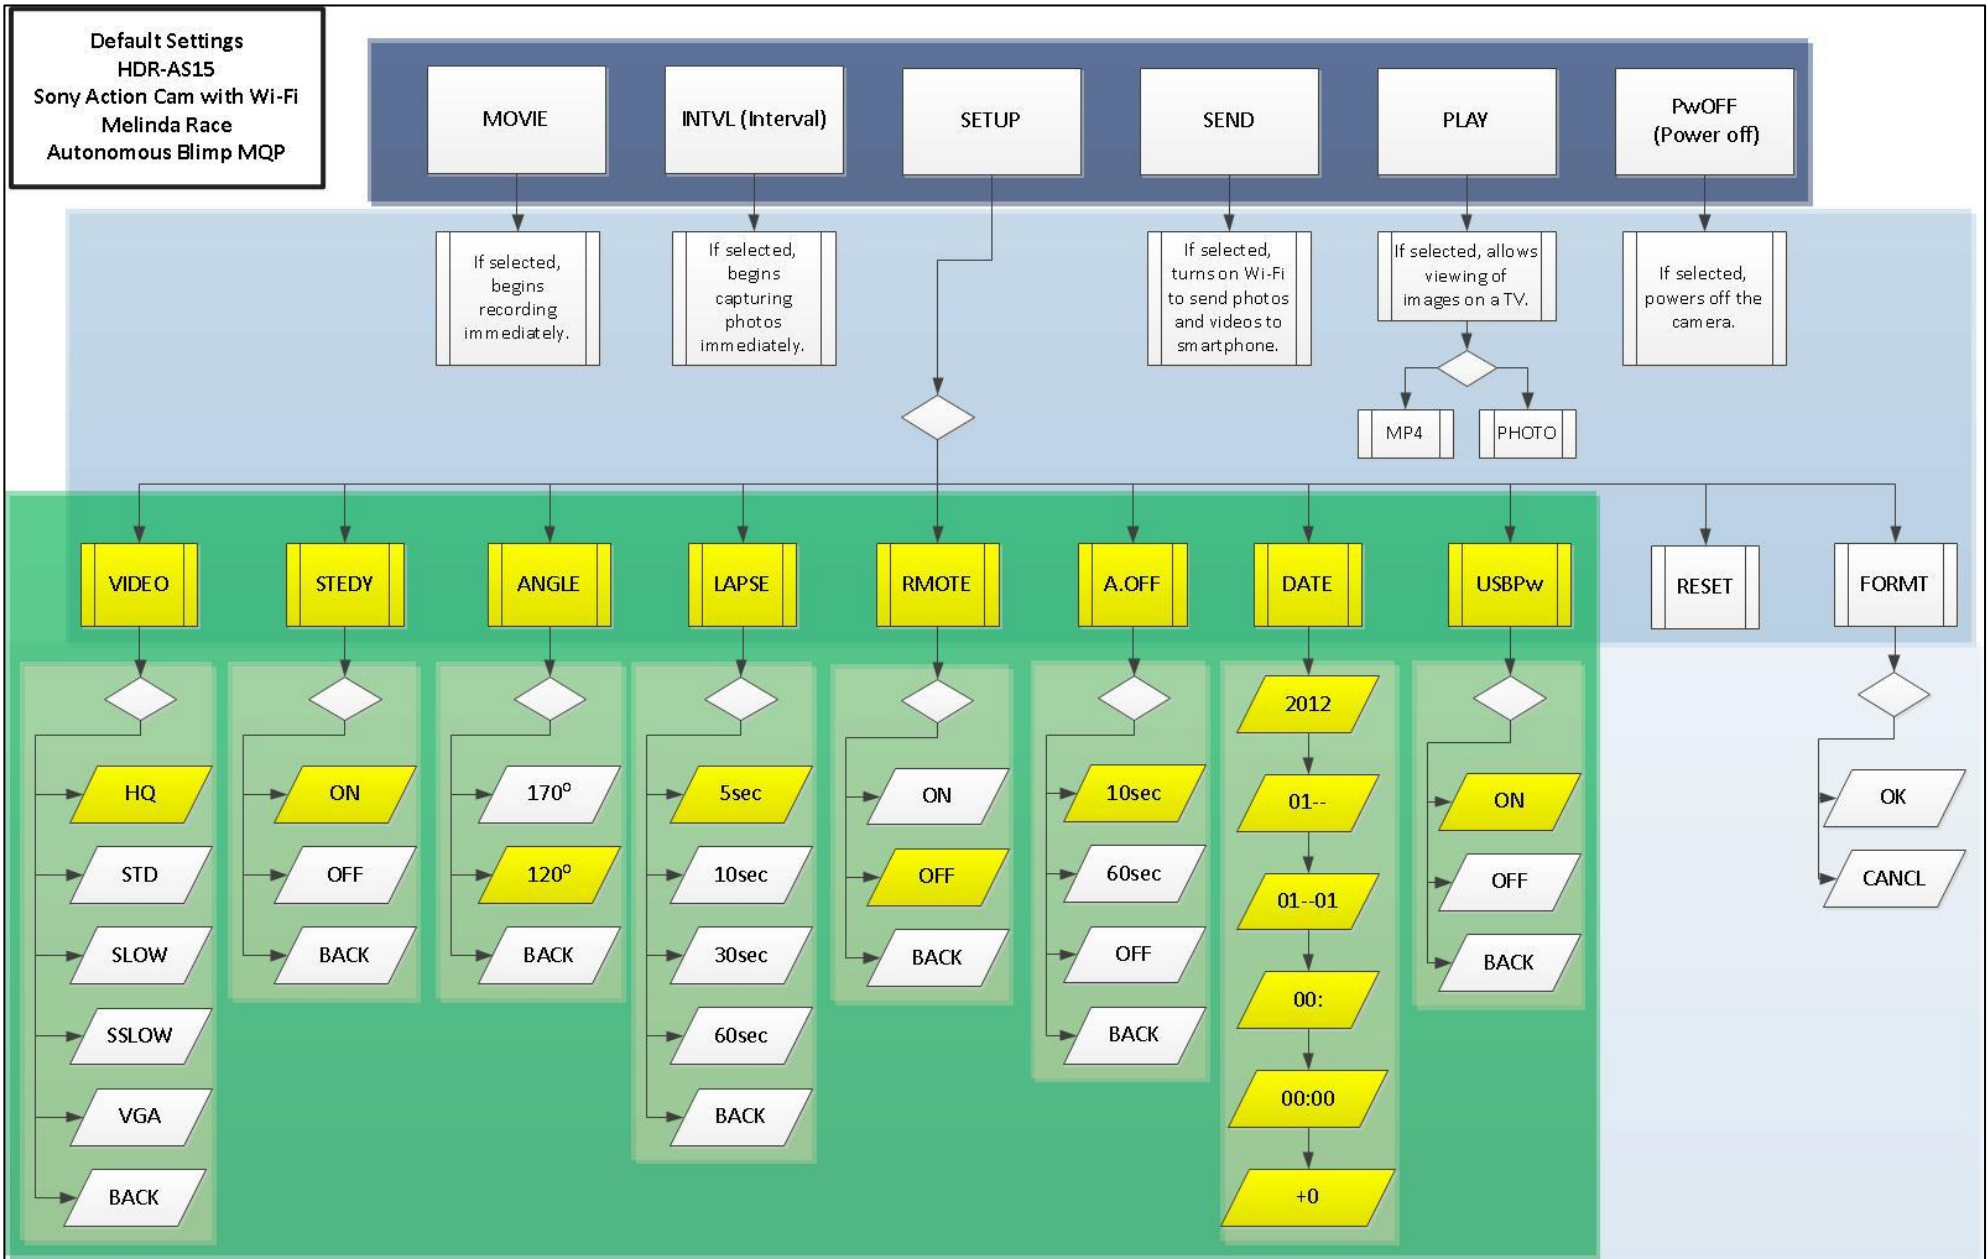 Default Settings
HDR-AS15
Sony Action Cam with Wi-Fi
Melinda Race
Autonomous Blimp MQP
MOVIE
INTVL (Interval)
SETUP
SEND
PLAY
PwOFF
(Power off)
If selected,
begins
recording
immediately.
If selected,
begins
capturing
photos
immediately.
If selected,
turns on Wi-Fi
to send photos
and videos to
smartphone.
If selected, allows
viewing of
images on a TV.
If selected,
powers off the
camera.
MP4
PHOTO
VIDEO
STEDY
ANGLE
LAPSE
RMOTE
A.OFF
DATE
USBPw
RESET
FORMT
HQ
STD
SLOW
SSLOW
VGA
BACK
ON
OFF
BACK
170°
120°
BACK
5sec
10sec
30sec
60sec
BACK
ON
OFF
BACK
10sec
60sec
OFF
BACK
2012
01--
01--01
00:
00:00
+0
ON
OFF
BACK
OK
CANCL